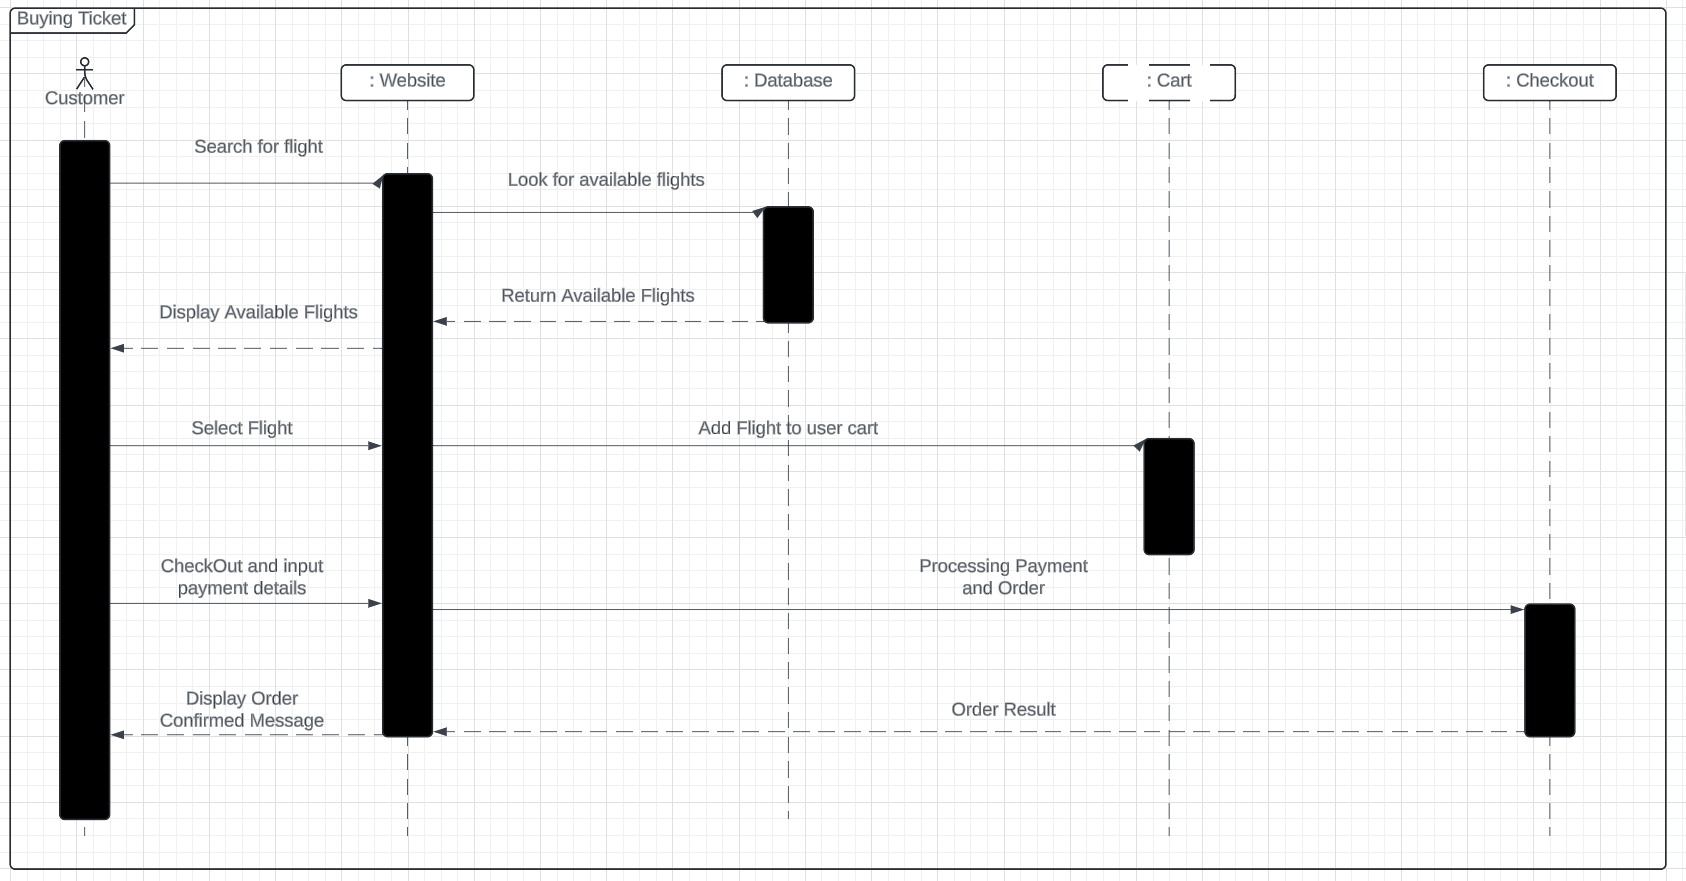 Buying Ticket
Customer
: Website
: Database
: Cart
: Checkout
Search for flight
Look for available flights
Return Available Flights
Display Available Flights
Select Flight
Add Flight to user cart
CheckOut and input
payment details
Processing Payment
and Order
Display Order
Confirmed Message
Order Result